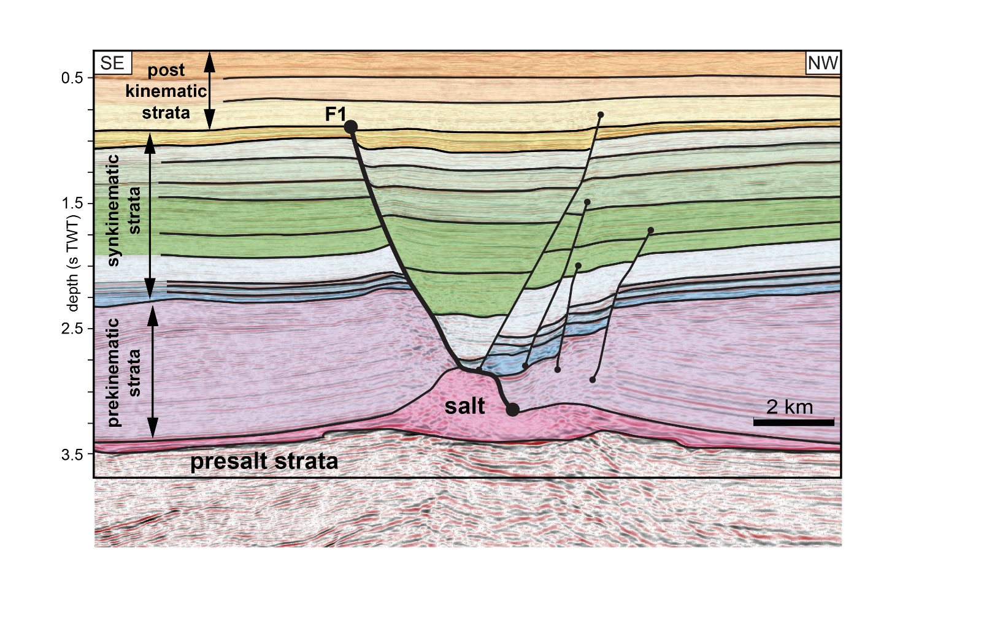 SE
NW
post
kinematic
strata
F1
synkinematic
strata
prekinematic
strata
depth (s TWT)
0.5
1.5
2.5
3.5
salt
2 km
presalt strata